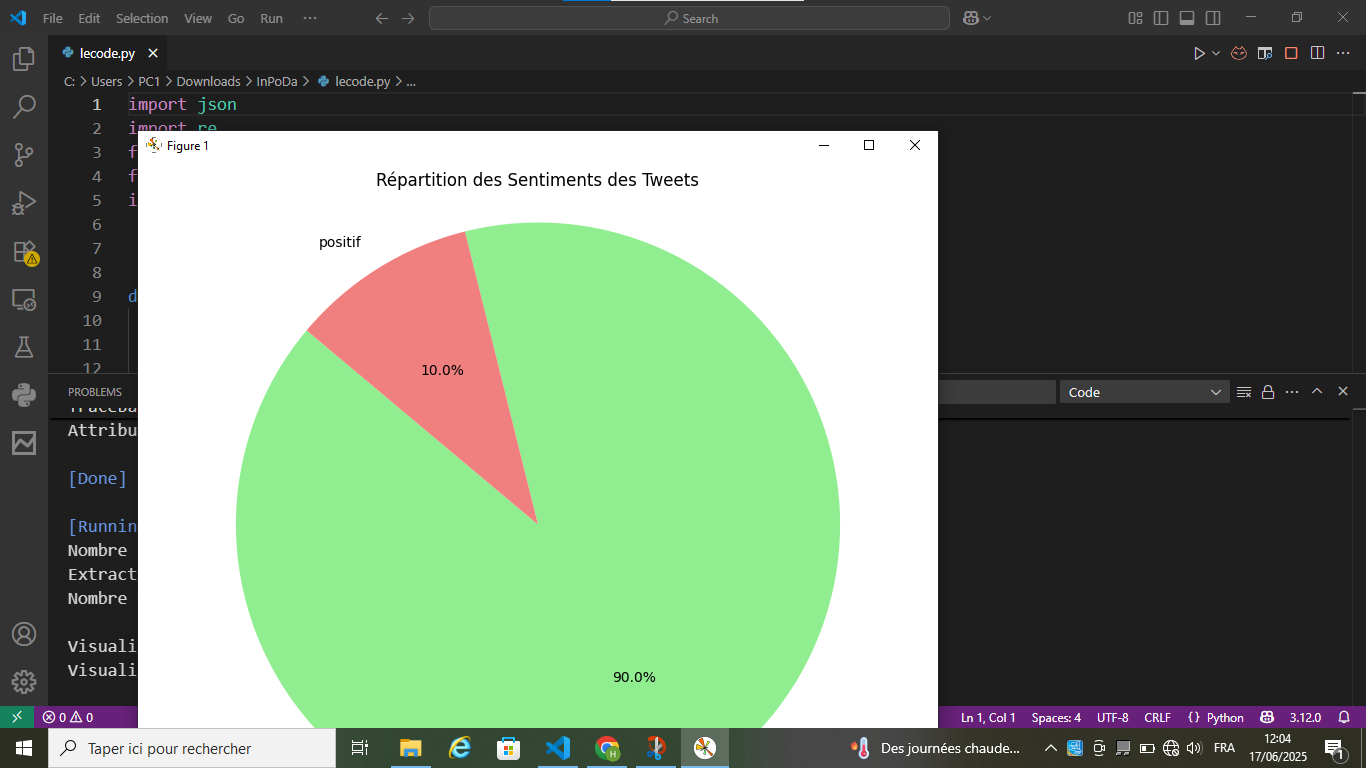 File Edit Selection View Go Run ··· Search
lecode.py
C: > Users > PC1 > Downloads > InPoDa > lecode.py > ...
1 import json
2 import re
3 f
4 f
5 i
6
7
8
9 d
10
11
12
Figure 1
Répartition des Sentiments des Tweets
positif
10.0%
90.0%
PROBLEMS
Code
Attribu
[Done]
[Runnin
Nombre
Extract
Nombre
Visuali
Visuali
0 0 Ln 1, Col 1 Spaces: 4 UTF-8 CRLF {} Python 3.12.0
Taper ici pour rechercher
Des journées chaude... FRA
12:04
17/06/2025
1